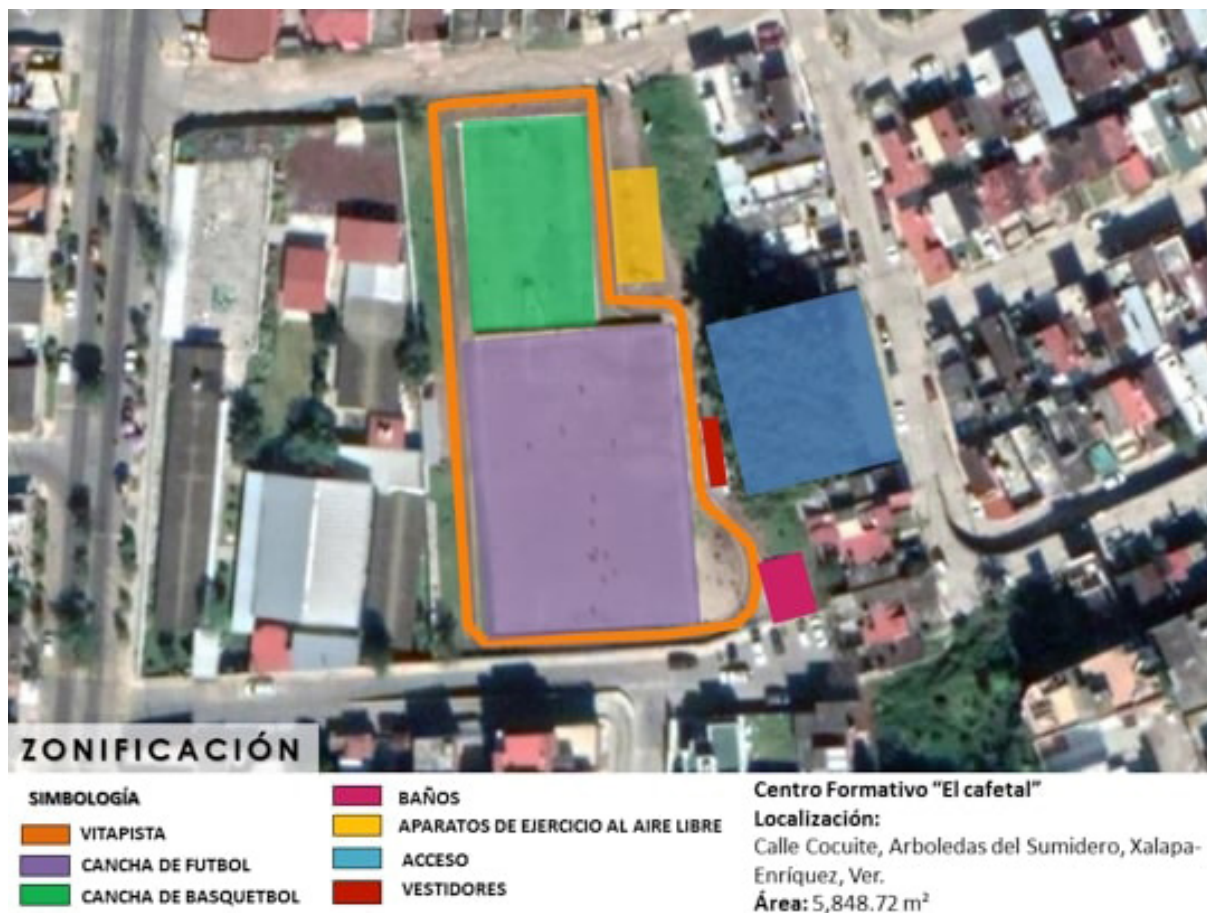 ZONIFICACIÓN
SIMBOLOGÍA
VITAPISTA
CANCHA DE FUTBOL
CANCHA DE BASQUETBOL
BAÑOS
APARATOS DE EJERCICIO AL AIRE LIBRE
ACCESO
VESTIDORES
Centro Formativo "El cafetal"
Localización:
Calle Cocuite, Arboledas del Sumidero, Xalapa-
Enríquez, Ver.
Área: 5,848.72 m²